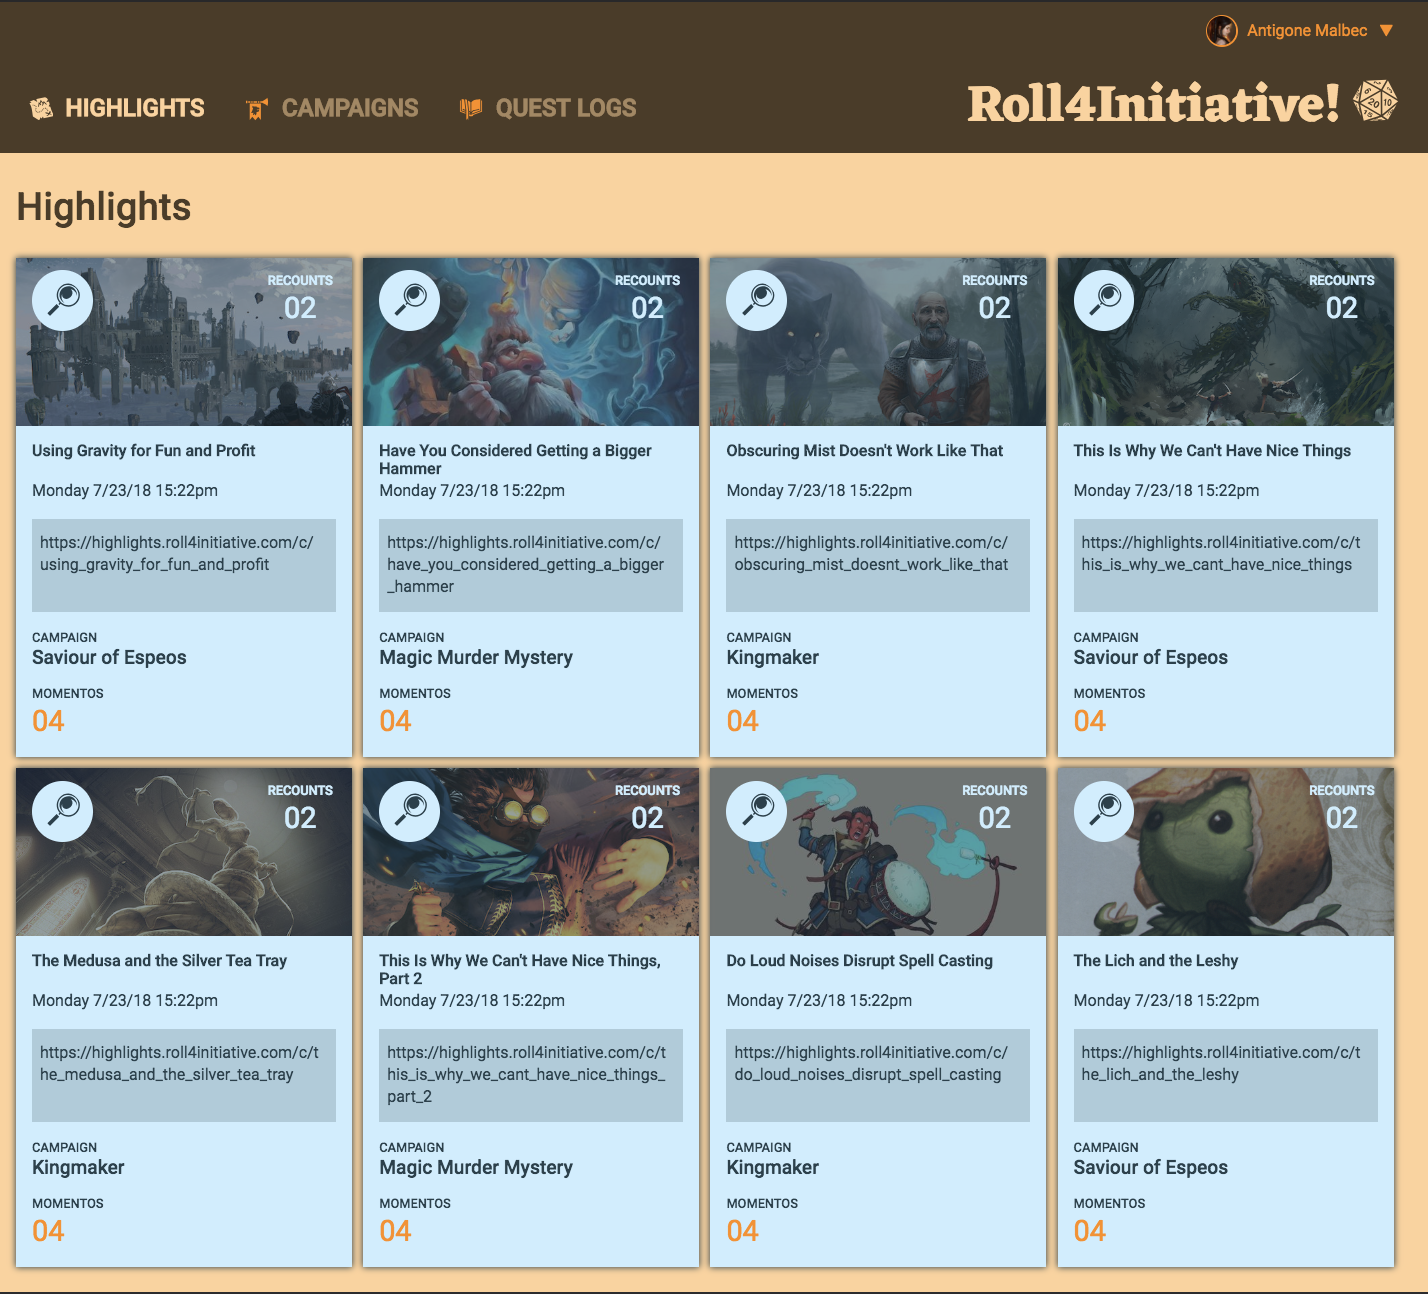 Antigone Malbec
HIGHLIGHTS
CAMPAIGNS
QUEST LOGS
Roll4Initiative!
Highlights
RECOUNTS
02
Using Gravity for Fun and Profit
Monday 7/23/18 15:22pm
https://highlights.roll4initiative.com/c/
using_gravity_for_fun_and_profit
CAMPAIGN
Saviour of Espeos
MOMENTOS
04
RECOUNTS
02
Have You Considered Getting a Bigger
Hammer
Monday 7/23/18 15:22pm
https://highlights.roll4initiative.com/c/
have_you_considered_getting_a_bigger
_hammer
CAMPAIGN
Magic Murder Mystery
MOMENTOS
04
RECOUNTS
02
Obscuring Mist Doesn't Work Like That
Monday 7/23/18 15:22pm
https://highlights.roll4initiative.com/c/
obscuring_mist_doesnt_work_like_that
CAMPAIGN
Kingmaker
MOMENTOS
04
RECOUNTS
02
This Is Why We Can't Have Nice Things
Monday 7/23/18 15:22pm
https://highlights.roll4initiative.com/c/t
his_is_why_we_cant_have_nice_things
CAMPAIGN
Saviour of Espeos
MOMENTOS
04
RECOUNTS
02
The Medusa and the Silver Tea Tray
Monday 7/23/18 15:22pm
https://highlights.roll4initiative.com/c/t
he_medusa_and_the_silver_tea_tray
CAMPAIGN
Kingmaker
MOMENTOS
04
RECOUNTS
02
This Is Why We Can't Have Nice Things,
Part 2
Monday 7/23/18 15:22pm
https://highlights.roll4initiative.com/c/t
his_is_why_we_cant_have_nice_things_
part_2
CAMPAIGN
Magic Murder Mystery
MOMENTOS
04
RECOUNTS
02
Do Loud Noises Disrupt Spell Casting
Monday 7/23/18 15:22pm
https://highlights.roll4initiative.com/c/
do_loud_noises_disrupt_spell_casting
CAMPAIGN
Kingmaker
MOMENTOS
04
RECOUNTS
02
The Lich and the Leshy
Monday 7/23/18 15:22pm
https://highlights.roll4initiative.com/c/t
he_lich_and_the_leshy
CAMPAIGN
Saviour of Espeos
MOMENTOS
04